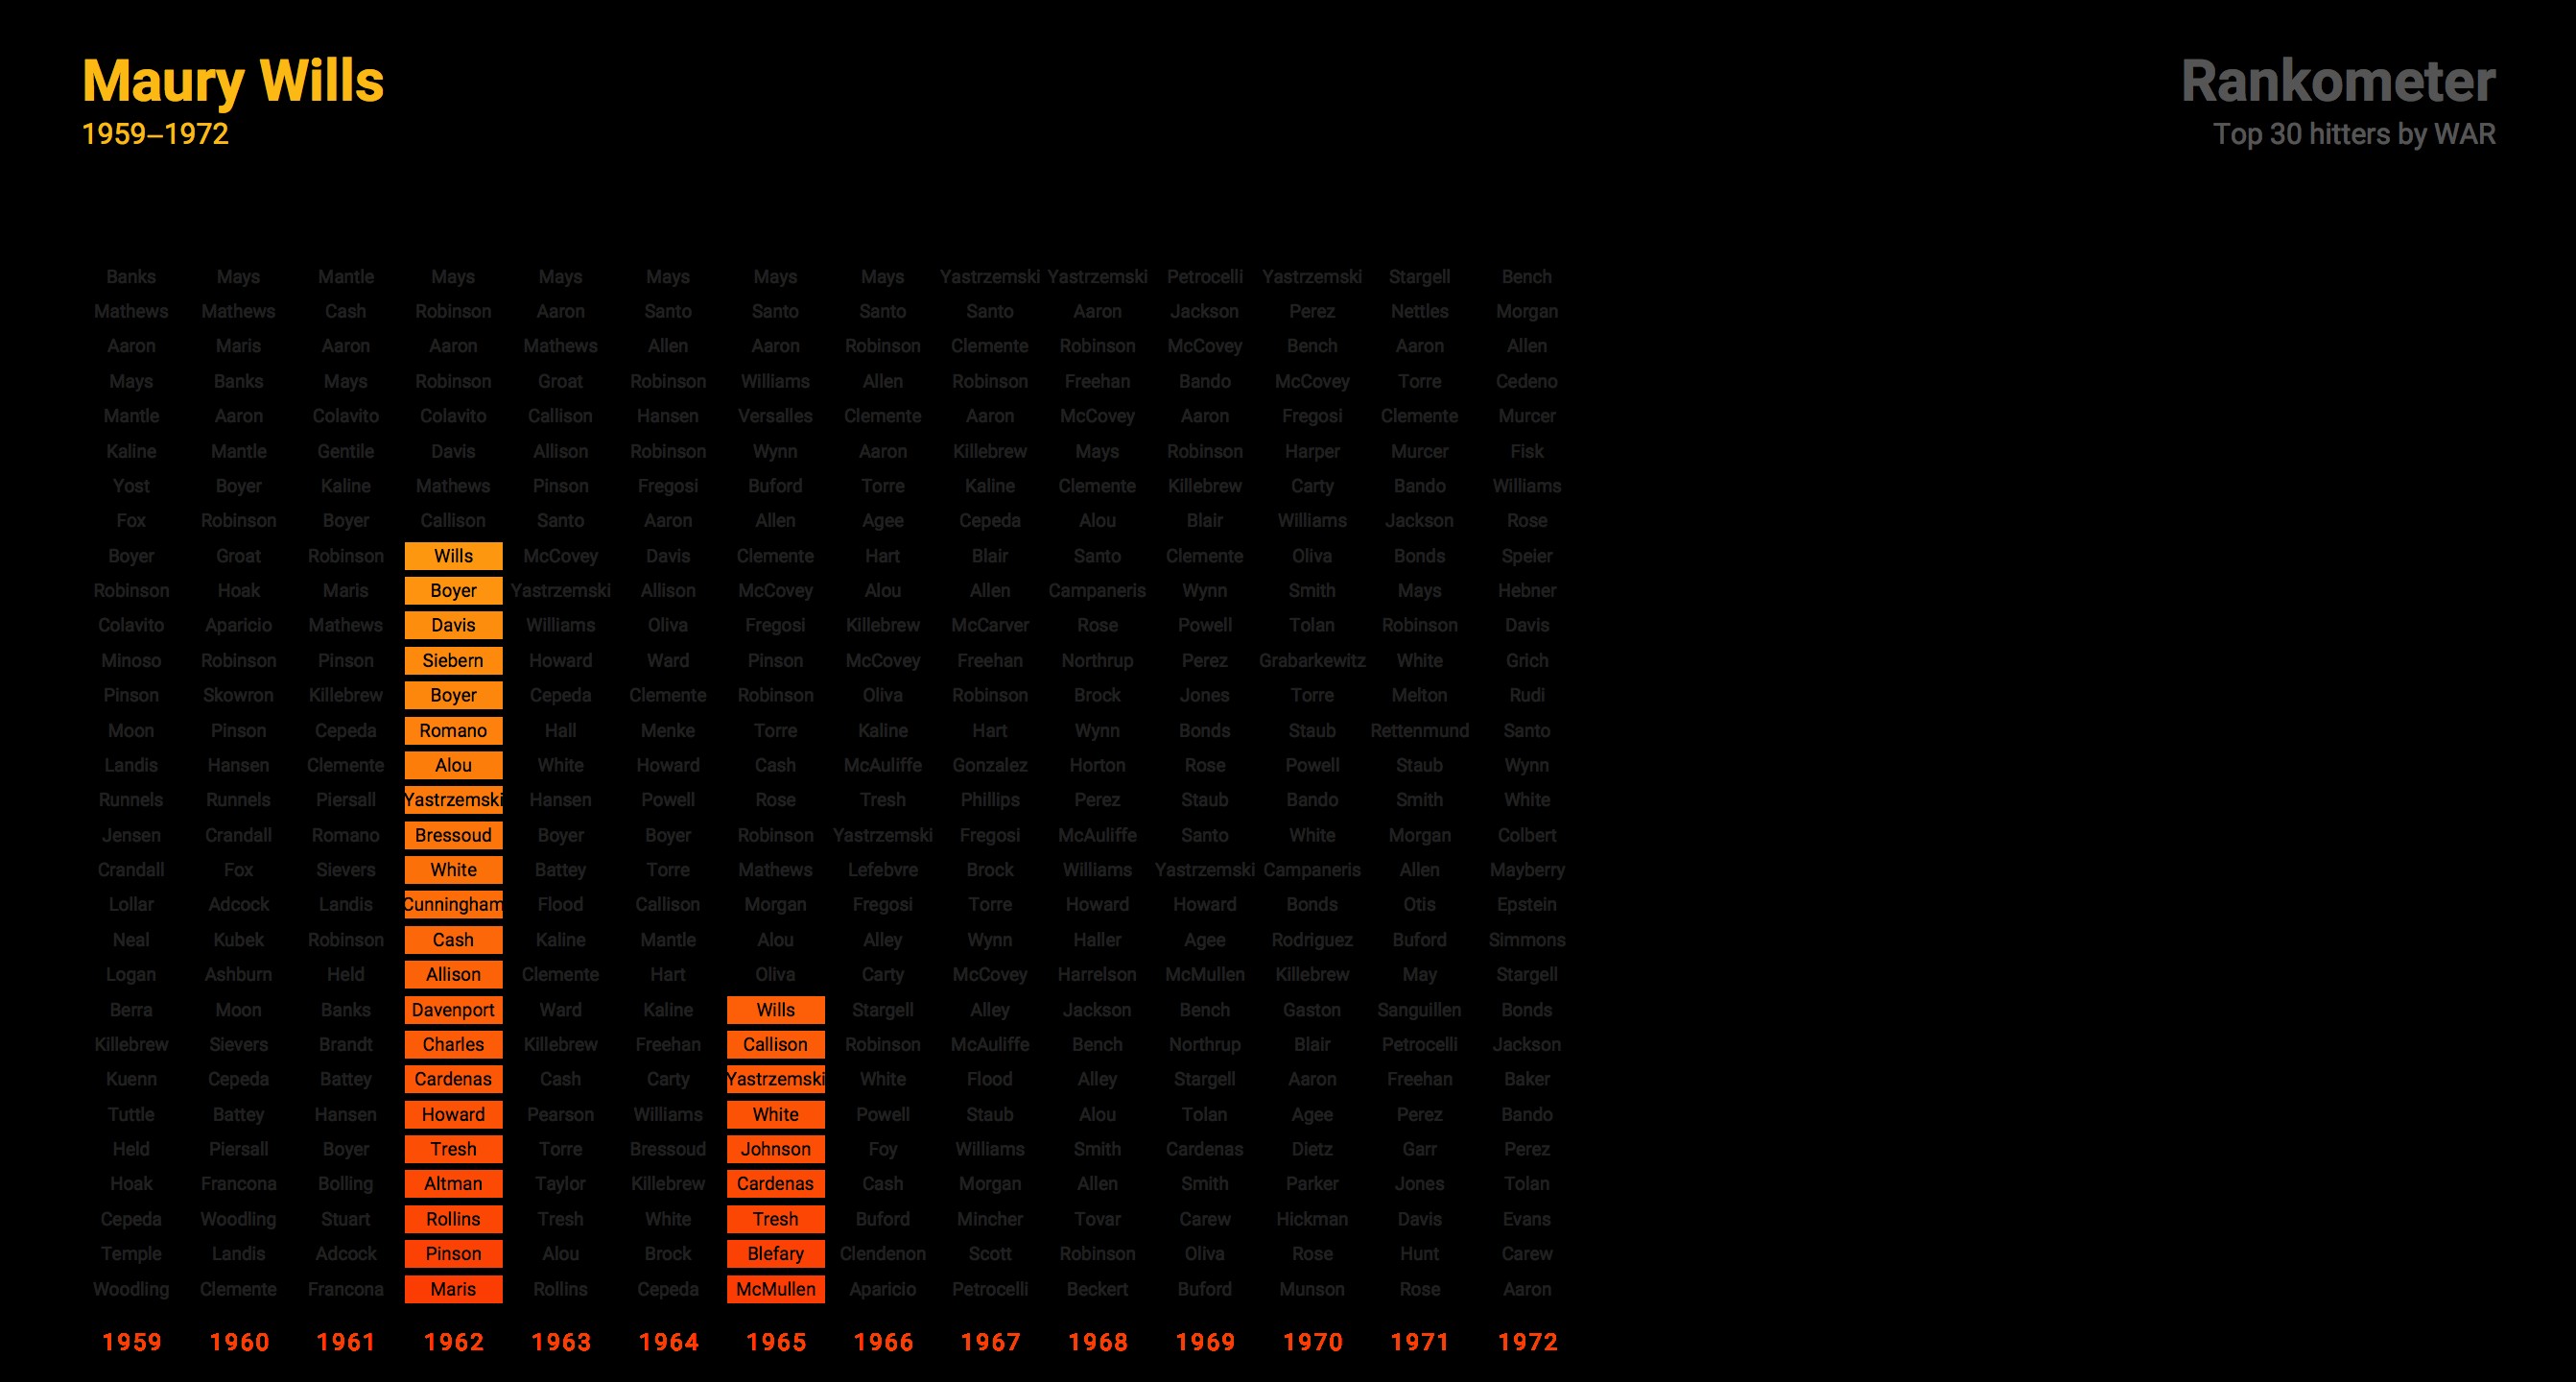 Maury Wills
1959–1972
Rankometer
Top 30 hitters by WAR
Banks Mays Mantle Mays Mays Mays Mays Mays Yastrzemski Yastrzemski Petrocelli Yastrzemski Stargell Bench
Mathews Mathews Cash Robinson Aaron Santo Santo Santo Santo Aaron Jackson Perez Nettles Morgan
Aaron Maris Aaron Aaron Mathews Allen Aaron Robinson Clemente Robinson McCovey Bench Aaron Allen
Mays Banks Mays Robinson Groat Robinson Williams Allen Robinson Freehan Bando McCovey Torre Cedeno
Mantle Aaron Colavito Colavito Callison Hansen Versalles Clemente Aaron McCovey Aaron Fregosi Clemente Murcer
Kaline Mantle Gentile Davis Allison Robinson Wynn Aaron Killebrew Mays Robinson Harper Murcer Fisk
Yost Boyer Kaline Mathews Pinson Fregosi Buford Torre Kaline Clemente Killebrew Carty Bando Williams
Fox Robinson Boyer Callison Santo Aaron Allen Agee Cepeda Alou Blair Williams Jackson Rose
Boyer Groat Robinson Wills McCovey Davis Clemente Hart Blair Santo Clemente Oliva Bonds Speier
Robinson Hoak Maris Boyer Yastrzemski Allison McCovey Alou Allen Campaneris Wynn Smith Mays Hebner
Colavito Aparicio Mathews Davis Williams Oliva Fregosi Killebrew McCarver Rose Powell Tolan Robinson Davis
Minoso Robinson Pinson Siebern Howard Ward Pinson McCovey Freehan Northrup Perez Grabarkewitz White Grich
Pinson Skowron Killebrew Boyer Cepeda Clemente Robinson Oliva Robinson Brock Jones Torre Melton Rudi
Moon Pinson Cepeda Romano Hall Menke Torre Kaline Hart Wynn Bonds Staub Rettenmund Santo
Landis Hansen Clemente Alou White Howard Cash McAuliffe Gonzalez Horton Rose Powell Staub Wynn
Runnels Runnels Piersall Yastrzemski Hansen Powell Rose Tresh Phillips Perez Staub Bando Smith White
Jensen Crandall Romano Bressoud Boyer Boyer Robinson Yastrzemski Fregosi McAuliffe Santo White Morgan Colbert
Crandall Fox Sievers White Battey Torre Mathews Lefebvre Brock Williams Yastrzemski Campaneris Allen Mayberry
Lollar Adcock Landis Cunningham Flood Callison Morgan Fregosi Torre Howard Howard Bonds Otis Epstein
Neal Kubek Robinson Cash Kaline Mantle Alou Alley Wynn Haller Agee Rodriguez Buford Simmons
Logan Ashburn Held Allison Clemente Hart Oliva Carty McCovey Harrelson McMullen Killebrew May Stargell
Berra Moon Banks Davenport Ward Kaline Wills Stargell Alley Jackson Bench Gaston Sanguillen Bonds
Killebrew Sievers Brandt Charles Killebrew Freehan Callison Robinson McAuliffe Bench Northrup Blair Petrocelli Jackson
Kuenn Cepeda Battey Cardenas Cash Carty Yastrzemski White Flood Alley Stargell Aaron Freehan Baker
Tuttle Battey Hansen Howard Pearson Williams White Powell Staub Alou Tolan Agee Perez Bando
Held Piersall Boyer Tresh Torre Bressoud Johnson Foy Williams Smith Cardenas Dietz Garr Perez
Hoak Francona Bolling Altman Taylor Killebrew Cardenas Cash Morgan Allen Smith Parker Jones Tolan
Cepeda Woodling Stuart Rollins Tresh White Tresh Buford Mincher Tovar Carew Hickman Davis Evans
Temple Landis Adcock Pinson Alou Brock Blefary Clendenon Scott Robinson Oliva Rose Hunt Carew
Woodling Clemente Francona Maris Rollins Cepeda McMullen Aparicio Petrocelli Beckert Buford Munson Rose Aaron
1959 1960 1961 1962 1963 1964 1965 1966 1967 1968 1969 1970 1971 1972